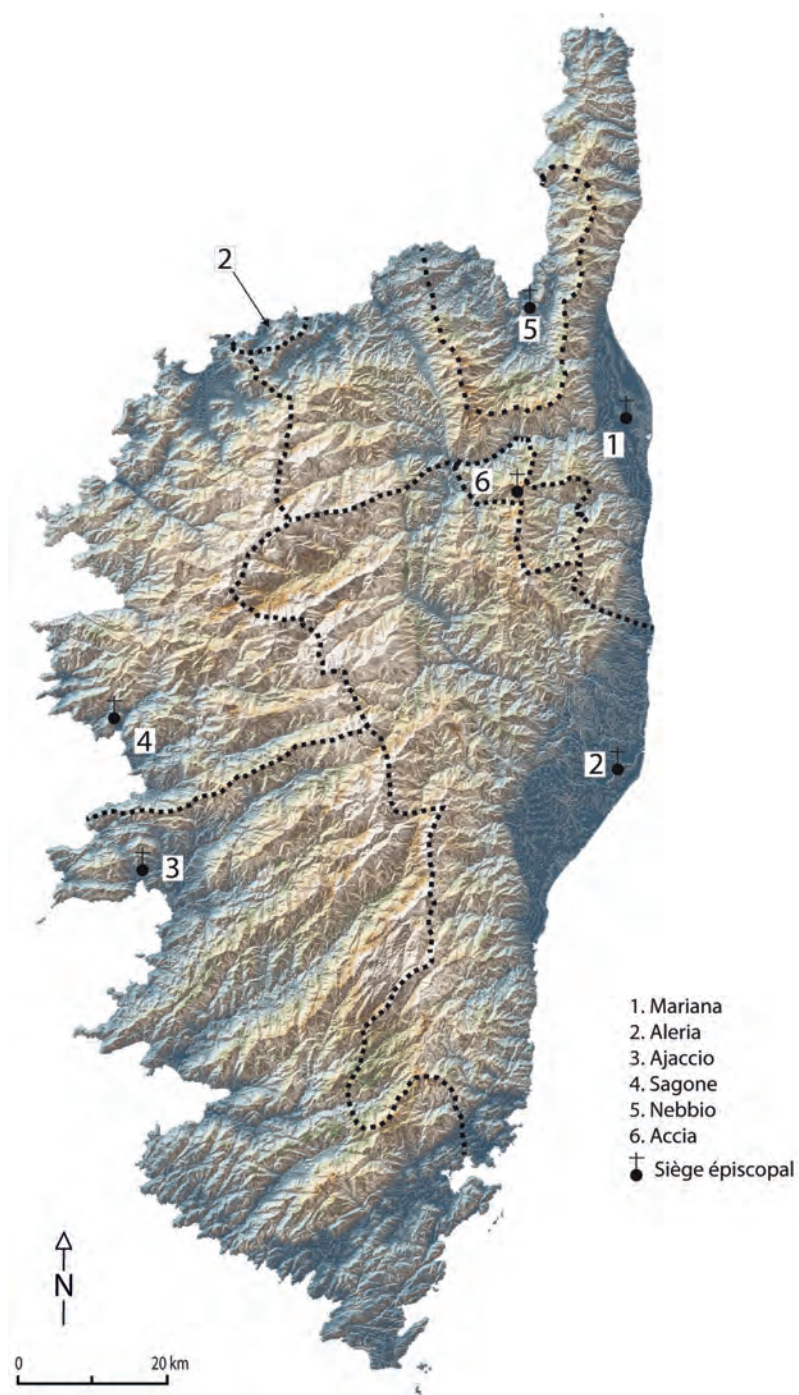 2
5
1
6
4
2
3
1. Mariana
2. Aleria
3. Ajaccio
4. Sagone
5. Nebbio
6. Accia
Siège épiscopal
N
0 20 km